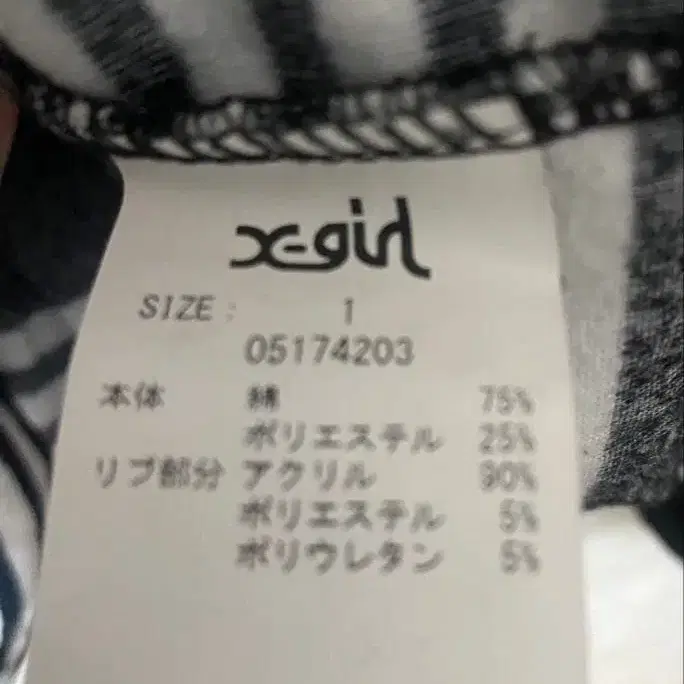 x-girl
SIZE : 1
05174203
本体 綿 75%
ポリエステル 25%
リブ部分 アクリル 90%
ポリエステル 5%
ポリウレタン 5%